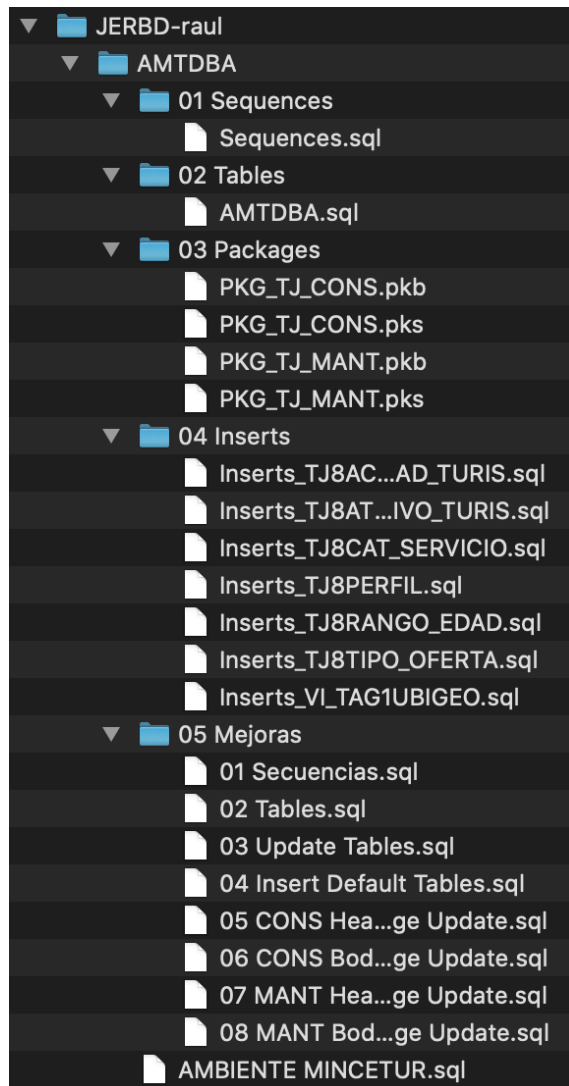 JERBD-raul
AMTDBA
01 Sequences
Sequences.sql
02 Tables
AMTDBA.sql
03 Packages
PKG_TJ_CONS.pkb
PKG_TJ_CONS.pks
PKG_TJ_MANT.pkb
PKG_TJ_MANT.pks
04 Inserts
Inserts_TJ8AC...AD_TURIS.sql
Inserts_TJ8AT...IVO_TURIS.sql
Inserts_TJ8CAT_SERVICIO.sql
Inserts_TJ8PERFIL.sql
Inserts_TJ8RANGO_EDAD.sql
Inserts_TJ8TIPO_OFERTA.sql
Inserts_VI_TAG1UBIGEO.sql
05 Mejoras
01 Secuencias.sql
02 Tables.sql
03 Update Tables.sql
04 Insert Default Tables.sql
05 CONS Hea...ge Update.sql
06 CONS Bod...ge Update.sql
07 MANT Hea...ge Update.sql
08 MANT Bod...ge Update.sql
AMBIENTE MINCETUR.sql